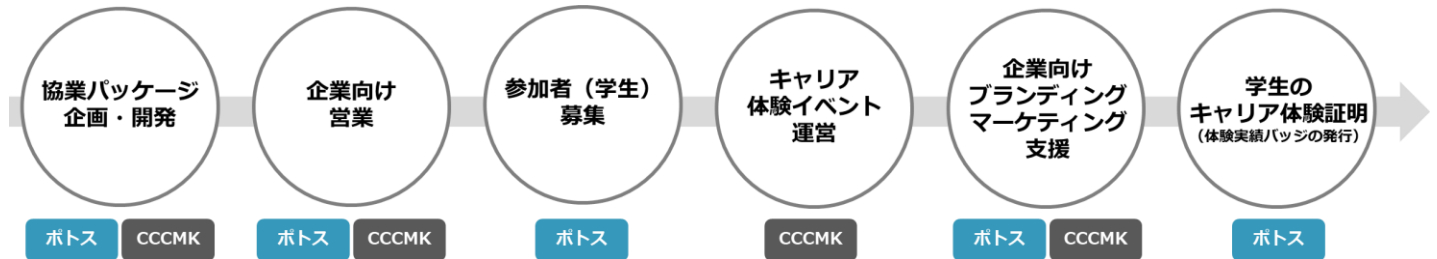 協業パッケージ
企画・開発
企業向け
営業
参加者（学生）
募集
キャリア
体験イベント
運営
企業向け
ブランディング
マーケティング
支援
学生の
キャリア体験証明
（体験実績バッジの発行）
ポトス CCCMK
ポトス CCCMK
ポトス
CCCMK
ポトス CCCMK
ポトス